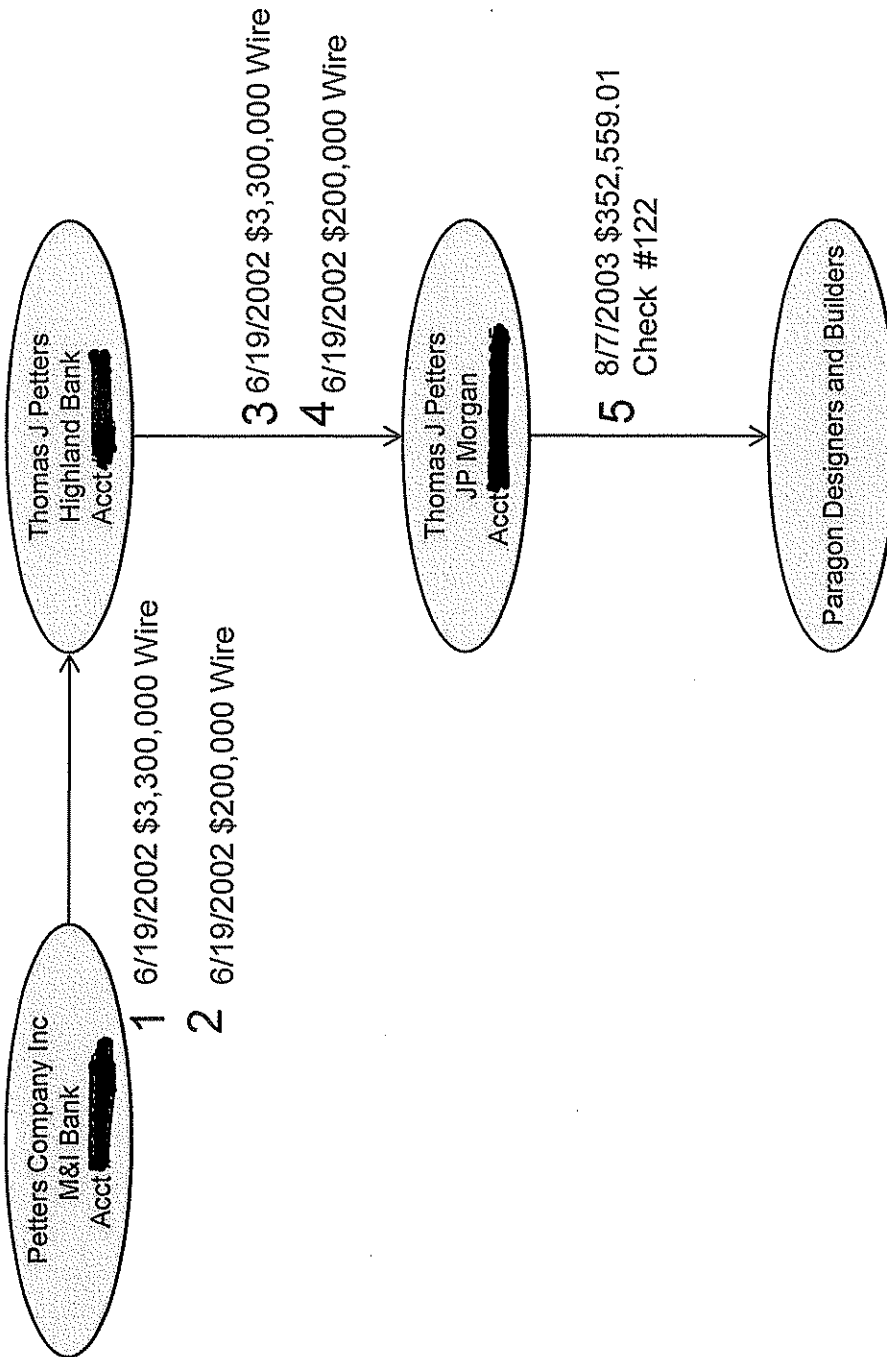 Petters Company Inc
M&I Bank
Acct
1 6/19/2002 $3,300,000 Wire
2 6/19/2002 $200,000 Wire
Thomas J Petters
Highland Bank
Acct
3 6/19/2002 $3,300,000 Wire
4 6/19/2002 $200,000 Wire
Thomas J Petters
JP Morgan
Acct
5 8/7/2003 $352,559.01
Check #122
Paragon Designers and Builders